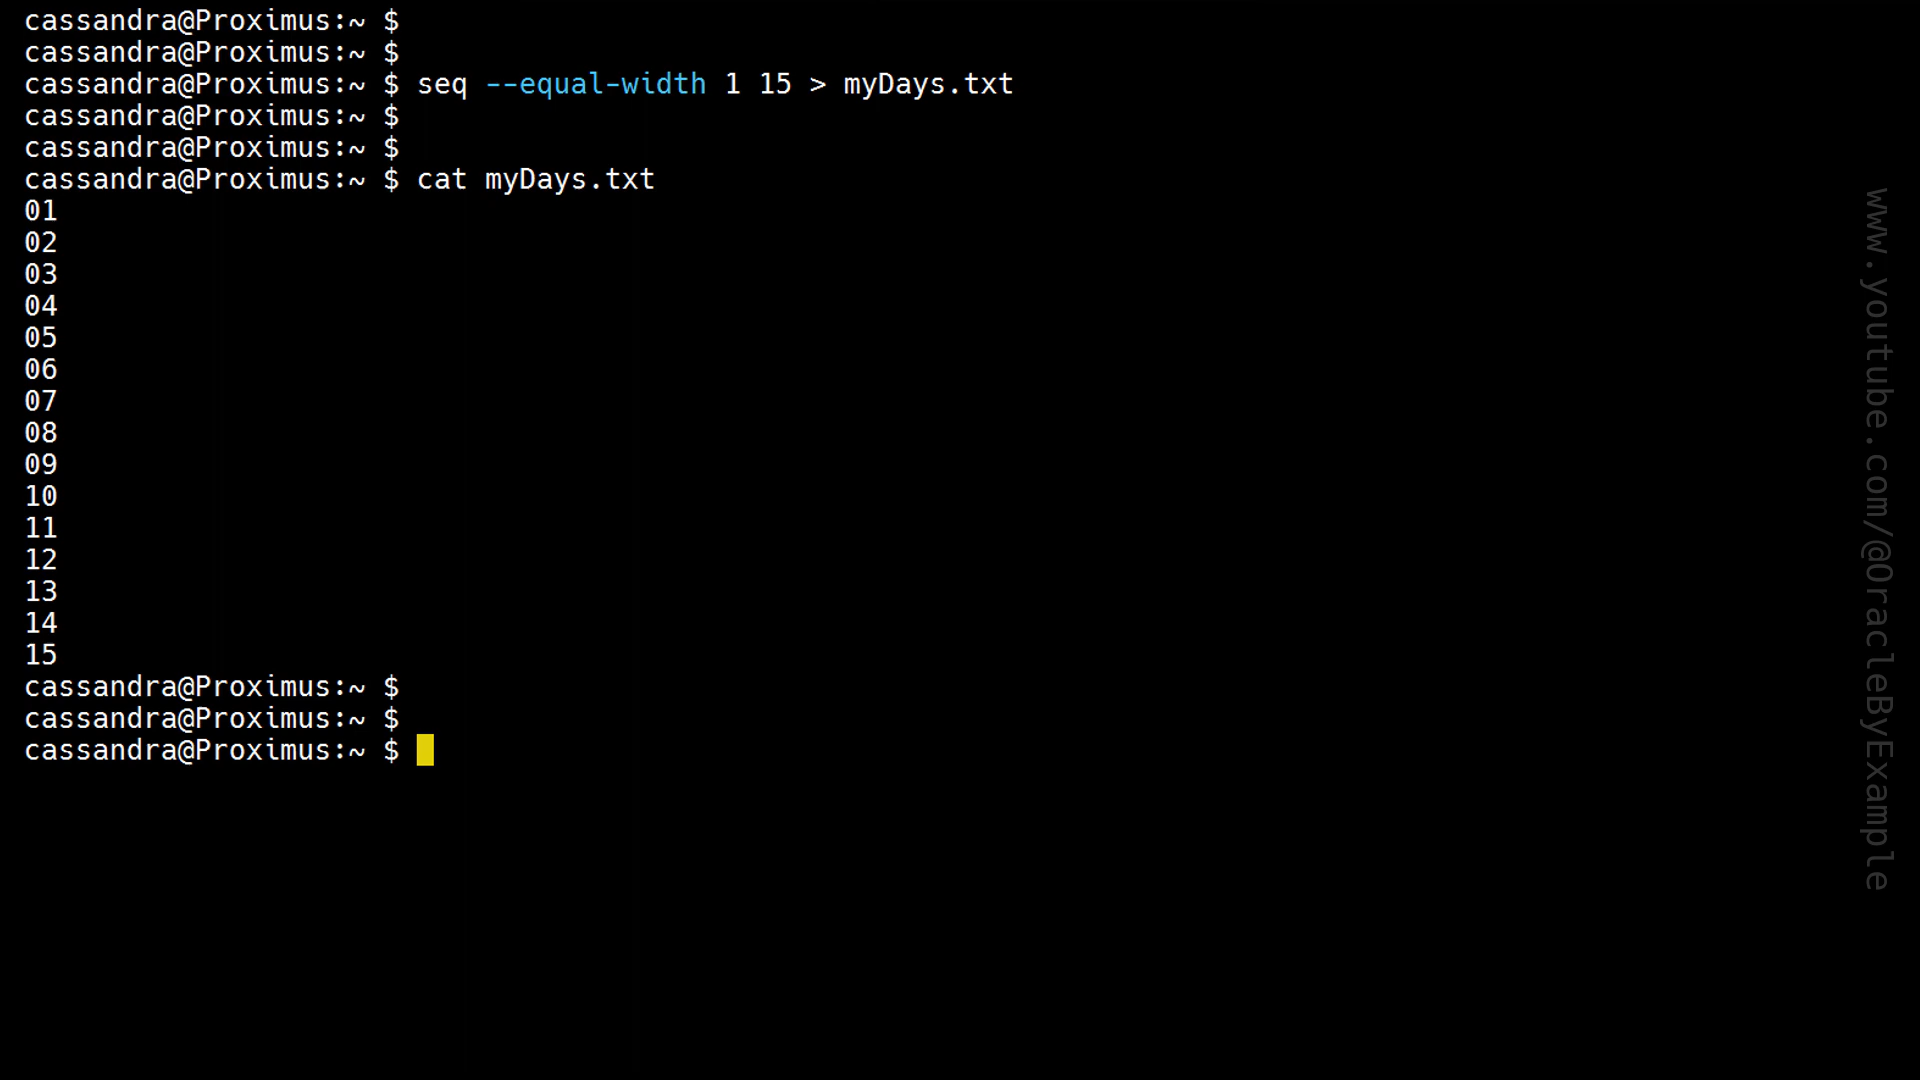 cassandra@Proximus:~ $
cassandra@Proximus:~ $
cassandra@Proximus:~ $ seq --equal-width 1 15 > myDays.txt
cassandra@Proximus:~ $
cassandra@Proximus:~ $
cassandra@Proximus:~ $ cat myDays.txt
01
02
03
04
05
06
07
08
09
10
11
12
13
14
15
cassandra@Proximus:~ $
cassandra@Proximus:~ $
cassandra@Proximus:~ $
www.youtube.com/@OracleByExample